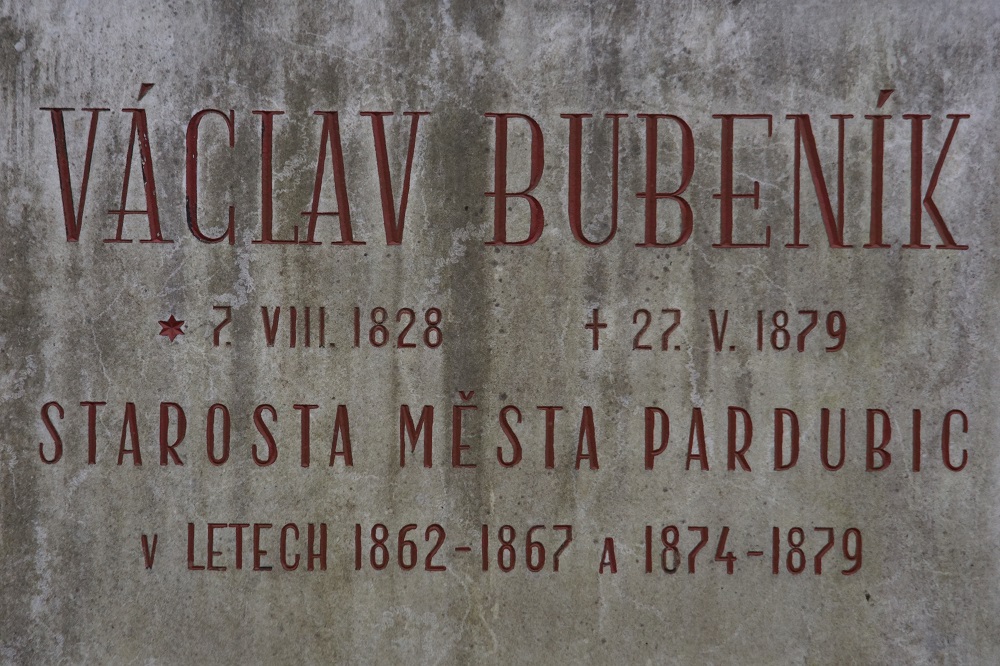 VÁCLAV BUBENÍK
* 7. VIII. 1828 † 27. V. 1879
STAROSTA MĚSTA PARDUBIC
v LETECH 1862-1867 A 1874-1879